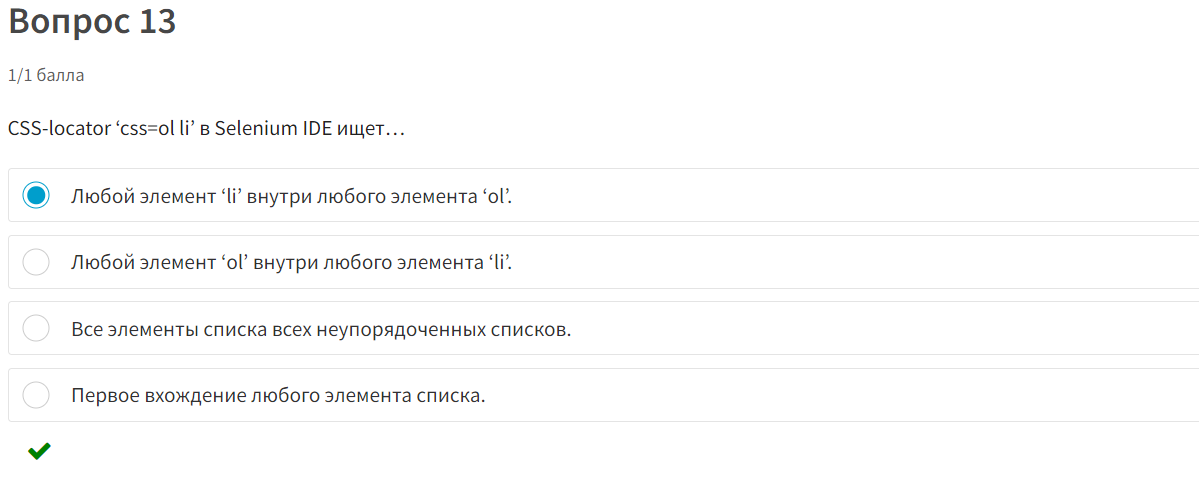 Вопрос 13
1/1 балла
CSS-locator ‘css=ol li’ в Selenium IDE ищет…
Любой элемент ‘li’ внутри любого элемента ‘ol’.
Любой элемент ‘ol’ внутри любого элемента ‘li’.
Все элементы списка всех неупорядоченных списков.
Первое вхождение любого элемента списка.